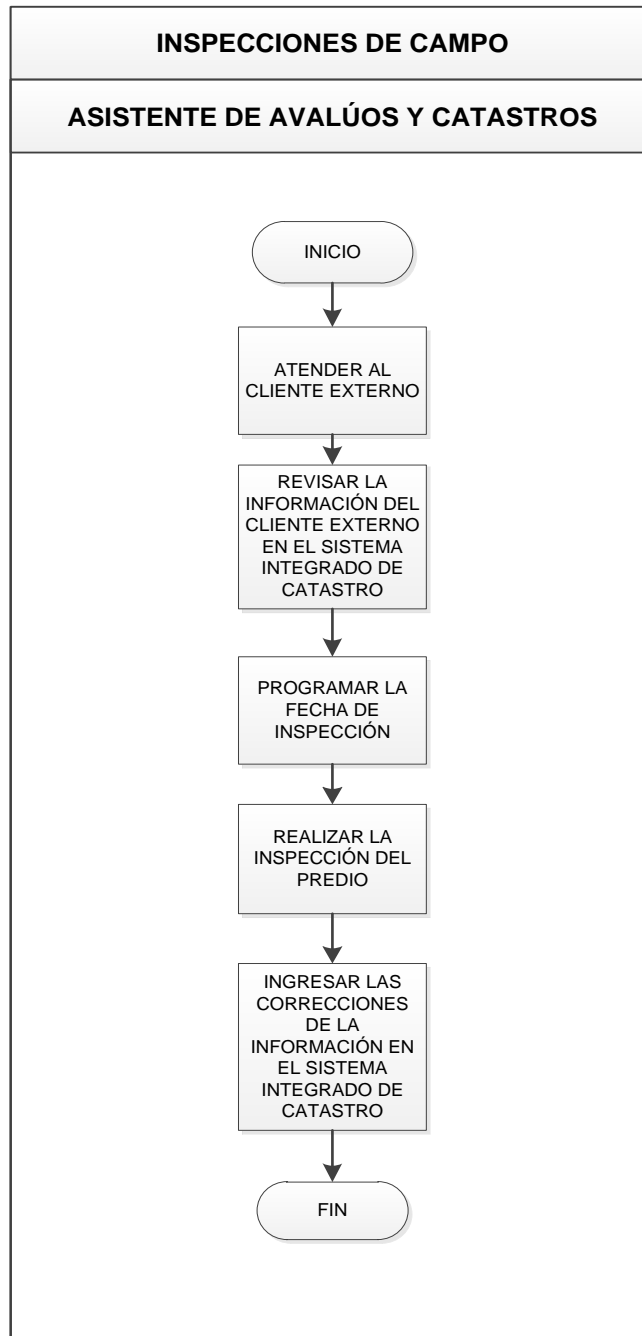 INSPECCIONES DE CAMPO
ASISTENTE DE AVALÚOS Y CATASTROS
INICIO
ATENDER AL
CLIENTE EXTERNO
REVISAR LA
INFORMACIÓN DEL
CLIENTE EXTERNO
EN EL SISTEMA
INTEGRADO DE
CATASTRO
PROGRAMAR LA
FECHA DE
INSPECCIÓN
REALIZAR LA
INSPECCIÓN DEL
PREDIO
INGRESAR LAS
CORRECCIONES
DE LA
INFORMACIÓN EN
EL SISTEMA
INTEGRADO DE
CATASTRO
FIN